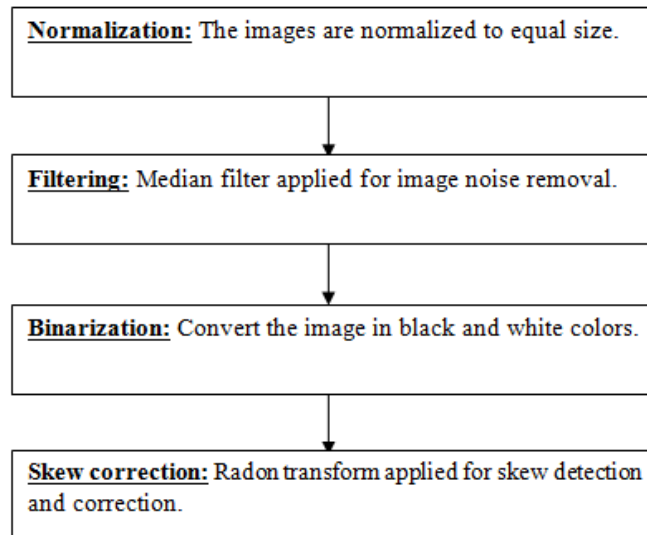 Normalization: The images are normalized to equal size.
Filtering: Median filter applied for image noise removal.
Binarization: Convert the image in black and white colors.
Skew correction: Radon transform applied for skew detection
and correction.